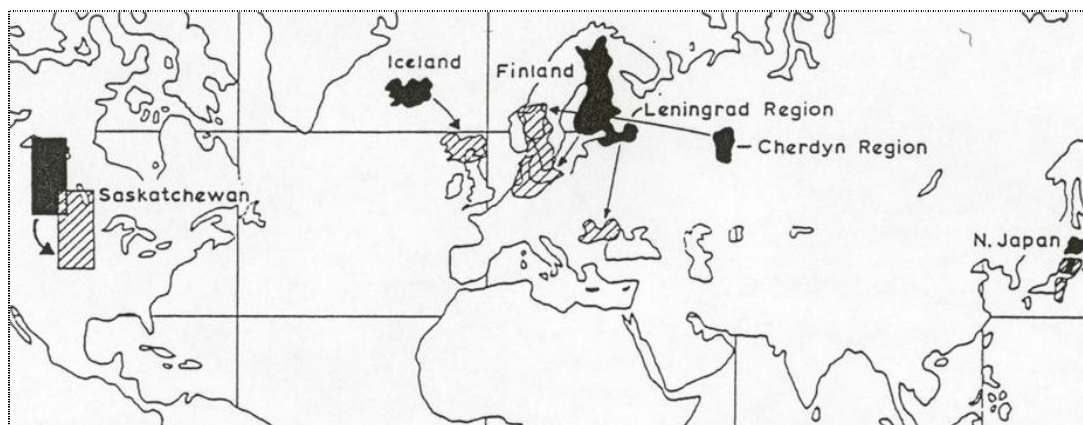 Iceland
Finland
Leningrad Region
Cherdyn Region
Saskatchewan
N. Japan